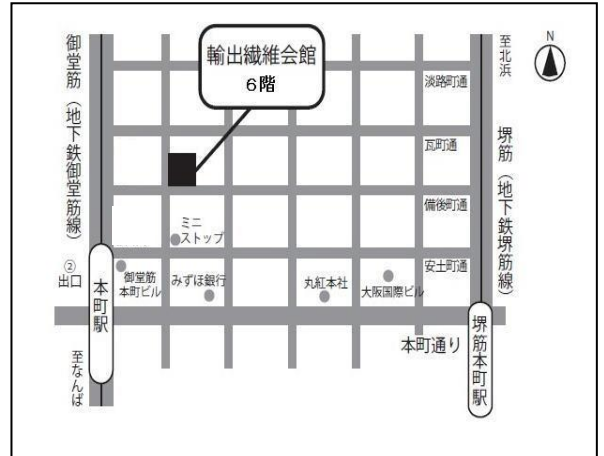 輸出繊維会館
6階
N
至北浜
御堂筋（地下鉄御堂筋線）
淡路町通
瓦町通
堺筋（地下鉄堺筋線）
備後町通
ミニ
ストップ
安土町通
②
出口
御堂筋
本町ビル
みずほ銀行
丸紅本社
大阪国際ビル
本町駅
本町通り
堺筋本町駅
至なんば